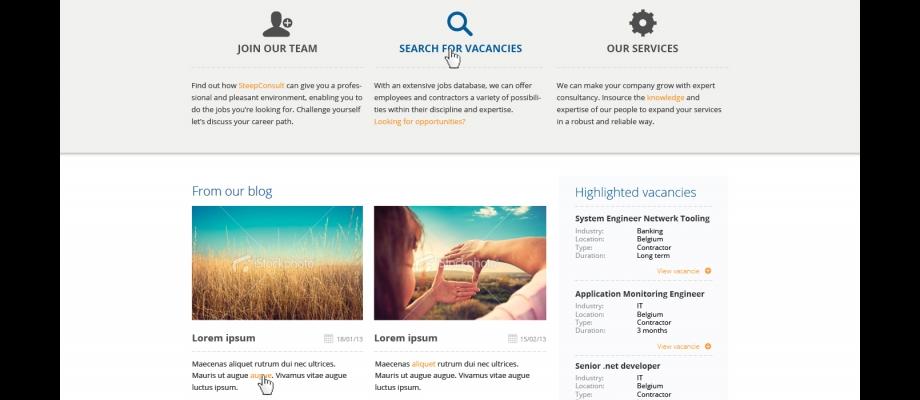 JOIN OUR TEAM
SEARCH FOR VACANCIES
OUR SERVICES
Find out how SteepConsult can give you a profes-
sional and pleasant environment, enabling you to
do the jobs you're looking for. Challenge yourself
let's discuss your career path.
With an extensive jobs database, we can offer
employees and contractors a variety of possibili-
ties within their discipline and expertise.
Looking for opportunities?
We can make your company grow with expert
consultancy. Insource the knowledge and
expertise of our people to expand your services
in a robust and reliable way.
From our blog
iStockphoto
Lorem ipsum
18/01/13
Maecenas aliquet rutrum dui nec ultrices.
Mauris ut augue augue. Vivamus vitae augue
luctus ipsum.
iStockphoto
Lorem ipsum
15/02/13
Maecenas aliquet rutrum dui nec ultrices.
Mauris ut augue augue. Vivamus vitae augue
luctus ipsum.
Highlighted vacancies
System Engineer Netwerk Tooling
Industry: Banking
Location: Belgium
Type: Contractor
Duration: Long term
View vacancie
Application Monitoring Engineer
Industry: IT
Location: Belgium
Type: Contractor
Duration: 3 months
View vacancie
Senior .net developer
Industry: IT
Location: Belgium
Type: Contractor